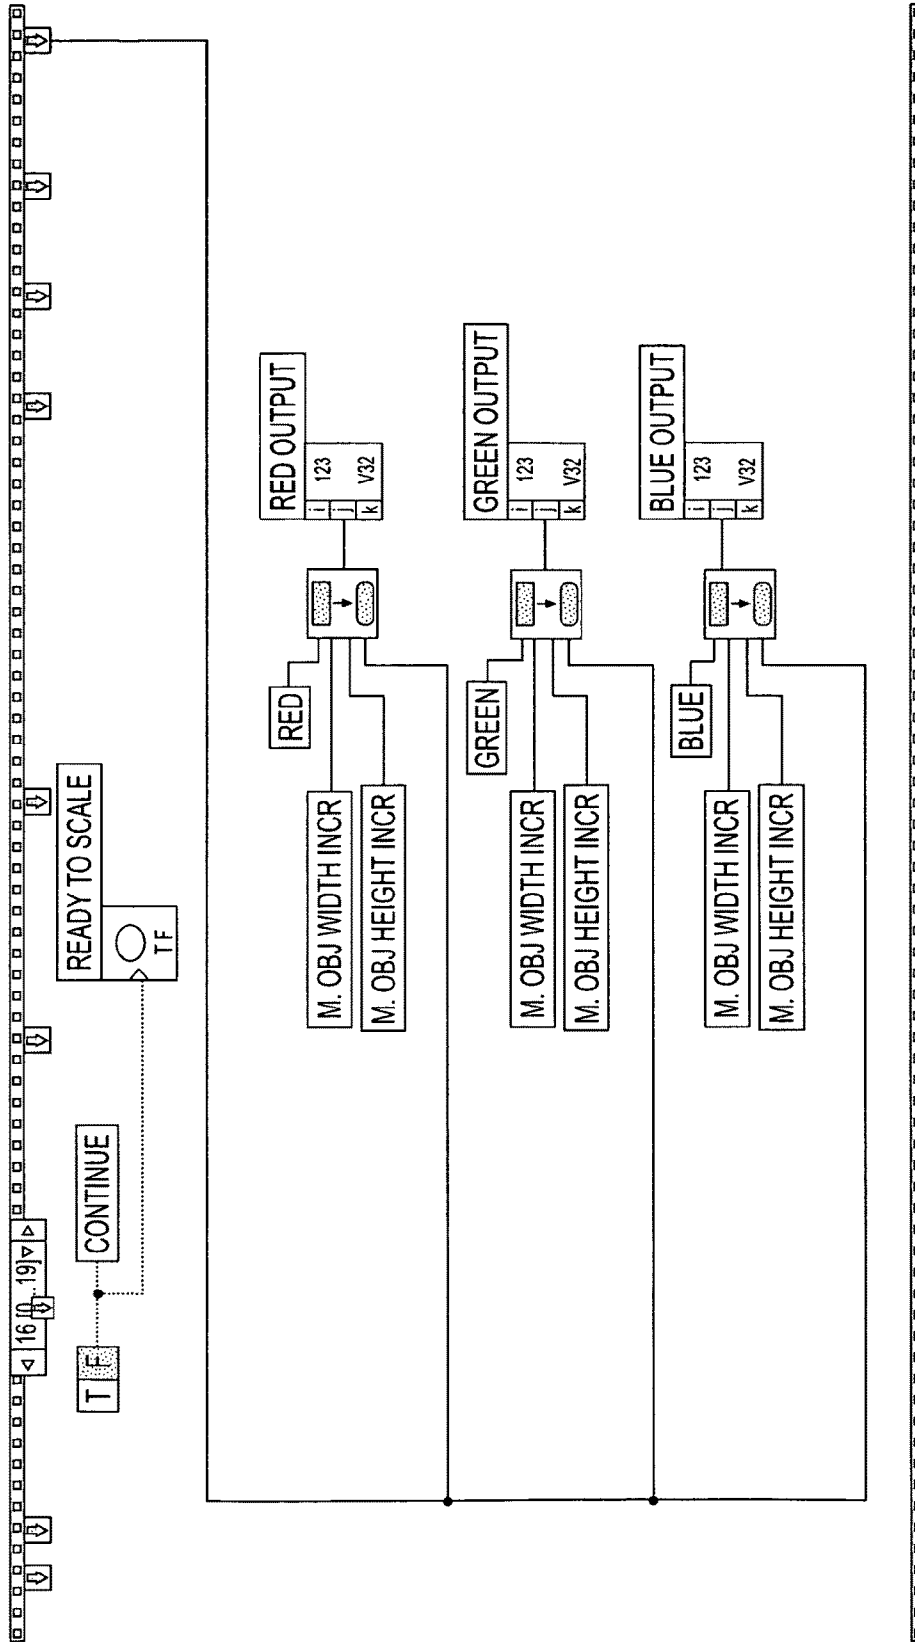 16 [0..19]
T F
CONTINUE
READY TO SCALE
TF
RED
M. OBJ WIDTH INCR
M. OBJ HEIGHT INCR
RED OUTPUT
i 123
j
k V32
GREEN
M. OBJ WIDTH INCR
M. OBJ HEIGHT INCR
GREEN OUTPUT
i 123
j
k V32
BLUE
M. OBJ WIDTH INCR
M. OBJ HEIGHT INCR
BLUE OUTPUT
i 123
j
k V32